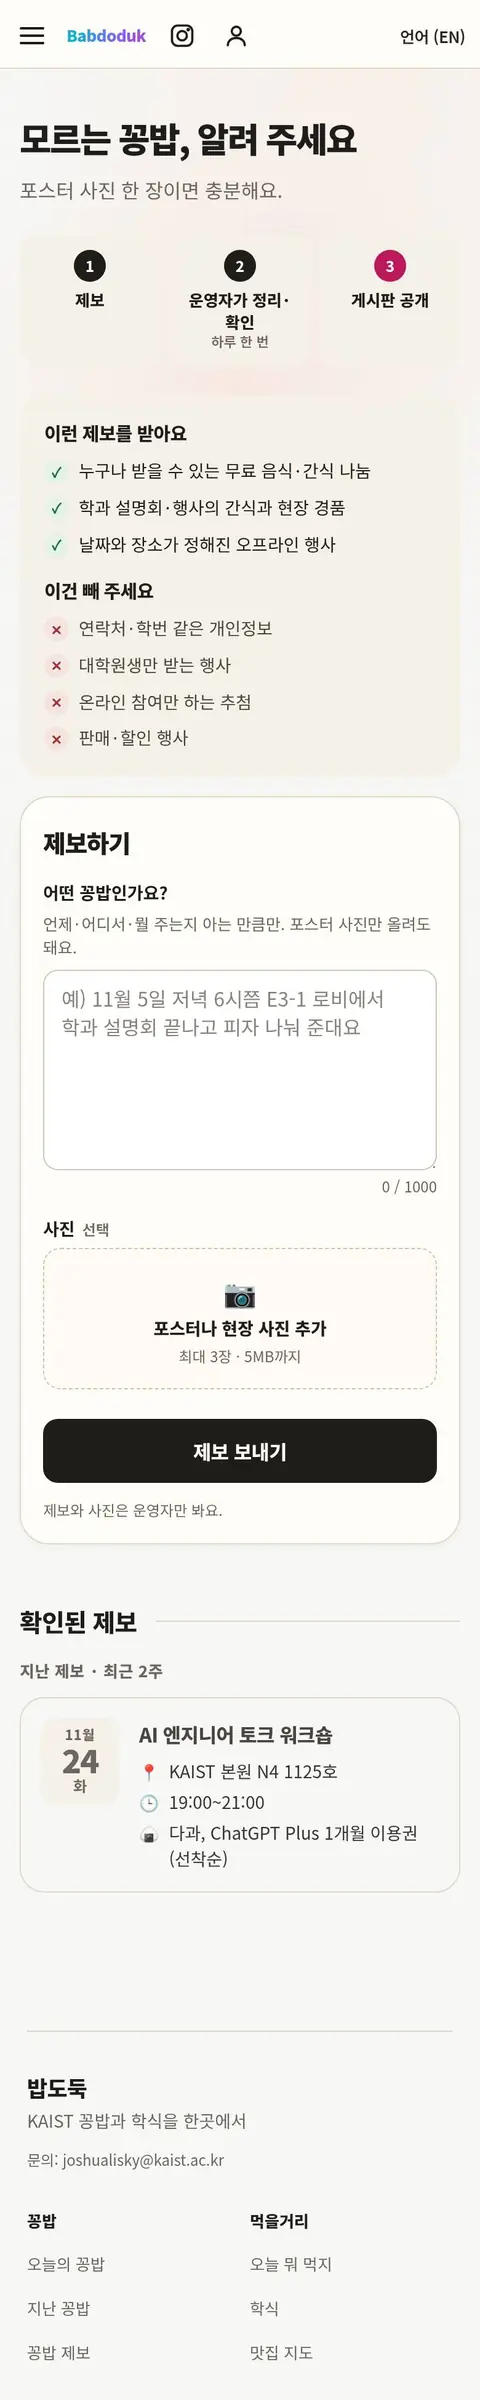 Babdoduk
언어 (EN)
모르는 꽁밥, 알려 주세요
포스터 사진 한 장이면 충분해요.
1
제보
2
운영자가 정리·
확인
하루 한 번
3
게시판 공개
이런 제보를 받아요
✓ 누구나 받을 수 있는 무료 음식·간식 나눔
✓ 학과 설명회·행사의 간식과 현장 경품
✓ 날짜와 장소가 정해진 오프라인 행사
이건 빼 주세요
× 연락처·학번 같은 개인정보
× 대학원생만 받는 행사
× 온라인 참여만 하는 추첨
× 판매·할인 행사
제보하기
어떤 꽁밥인가요?
언제·어디서·뭘 주는지 아는 만큼만. 포스터 사진만 올려도
돼요.
예) 11월 5일 저녁 6시쯤 E3-1 로비에서
학과 설명회 끝나고 피자 나눠 준대요
0 / 1000
사진 선택
포스터나 현장 사진 추가
최대 3장 · 5MB까지
제보 보내기
제보와 사진은 운영자만 봐요.
확인된 제보
지난 제보 · 최근 2주
11월
24
화
AI 엔지니어 토크 워크숍
KAIST 본원 N4 1125호
19:00~21:00
다과, ChatGPT Plus 1개월 이용권
(선착순)
밥도둑
KAIST 꽁밥과 학식을 한곳에서
문의: joshualisky@kaist.ac.kr
꽁밥
오늘의 꽁밥
지난 꽁밥
꽁밥 제보
먹을거리
오늘 뭐 먹지
학식
맛집 지도